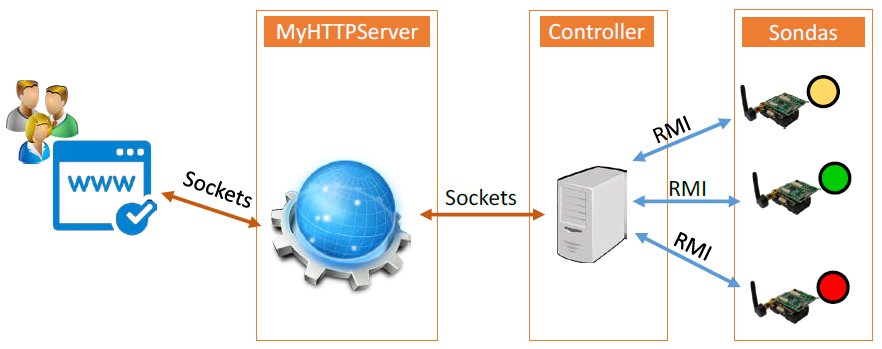 MyHTTPServer
Controller
Sondas
www
Sockets
Sockets
RMI
RMI
RMI